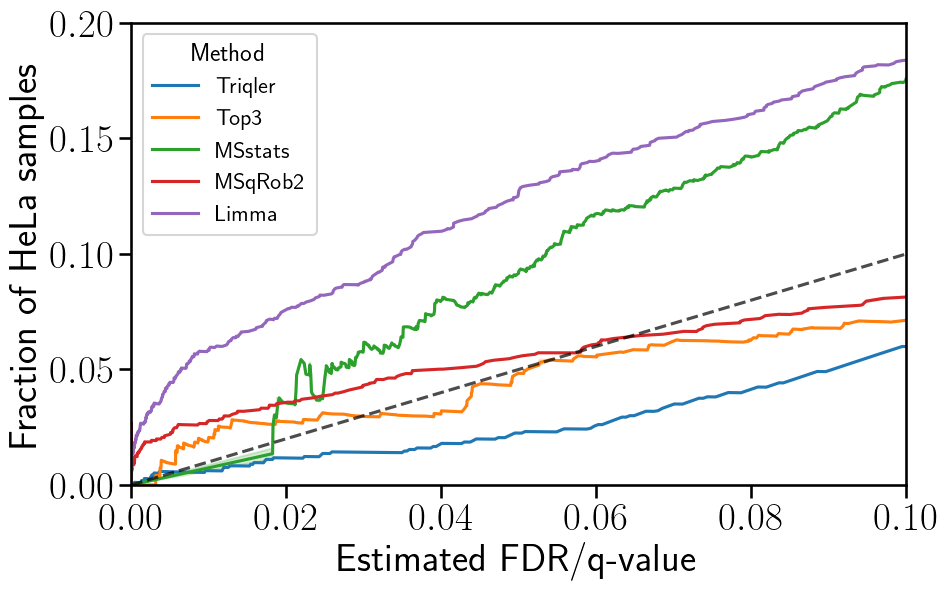 0.20
0.15
0.10
0.05
0.00
Fraction of HeLa samples
Method
Triqler
Top3
MSstats
MSqRob2
Limma
0.00 0.02 0.04 0.06 0.08 0.10
Estimated FDR/q-value